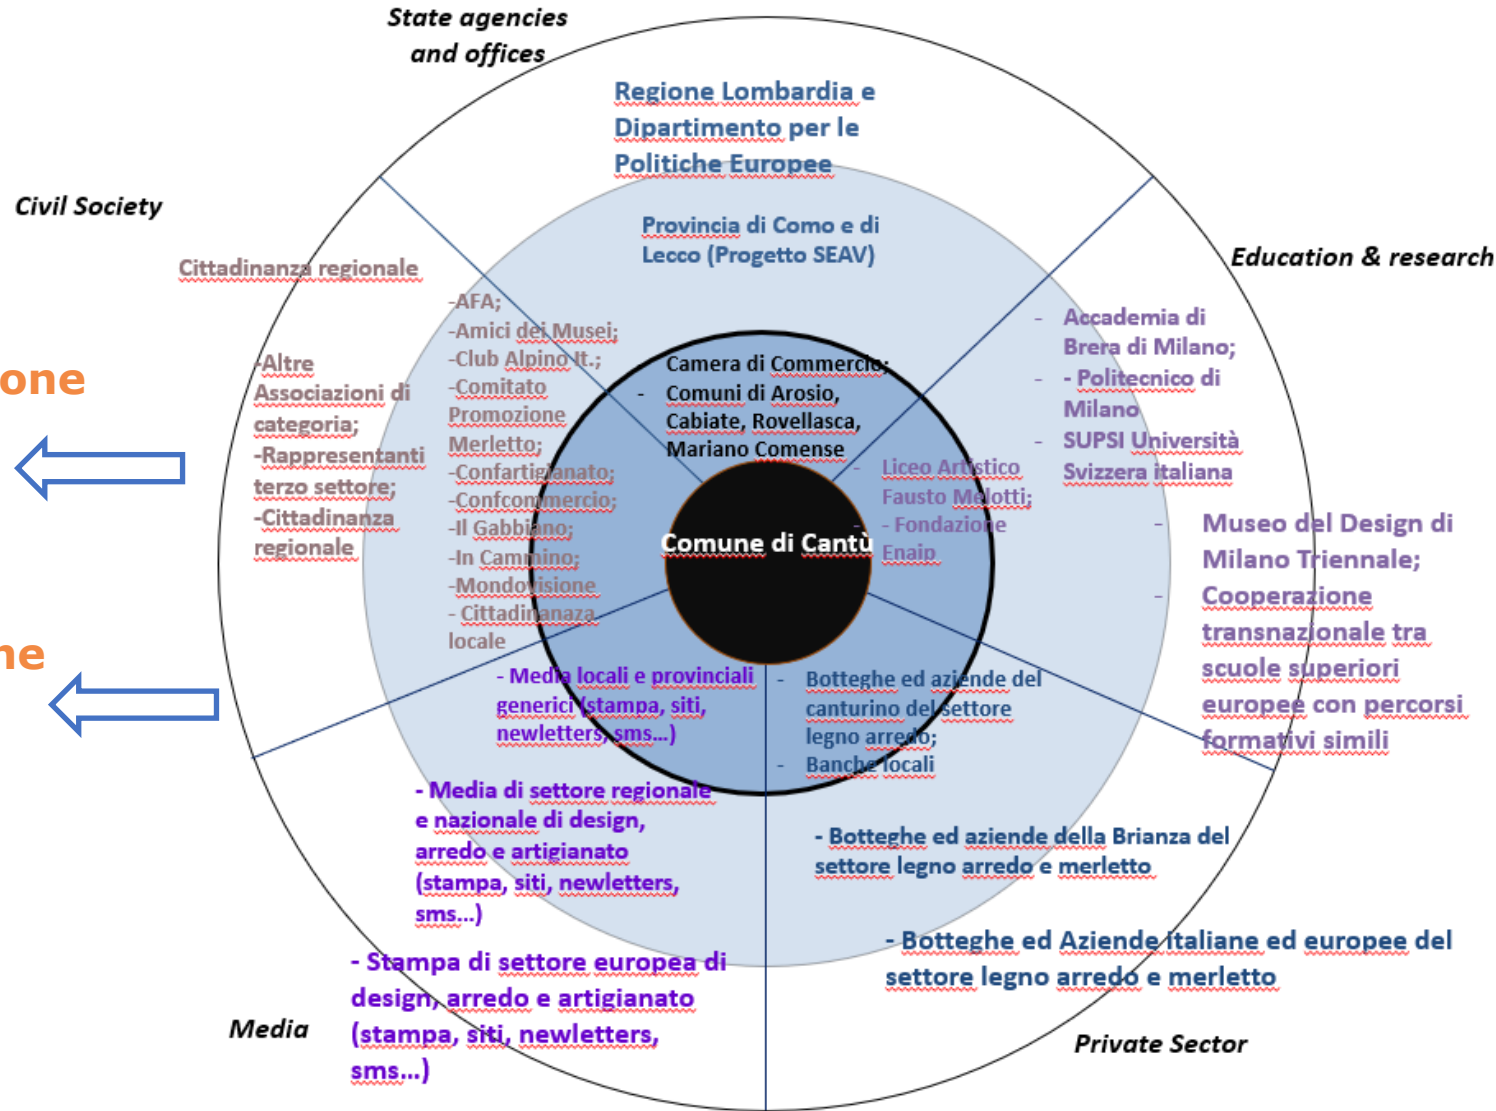 State agencies
and offices
Regione Lombardia e
Dipartimento per le
Politiche Europee
Provincia di Como e di
Lecco (Progetto SEAV)
Civil Society
Cittadinanza regionale
-Altre
Associazioni di
categoria;
-Rappresentanti
terzo settore;
-Cittadinanza
regionale
-AFA;
-Amici dei Musei;
-Club Alpino It.;
-Comitato
Promozione
Merletto;
-Confartigianato;
-Confcommercio;
-Il Gabbiano;
-In Cammino;
-Mondovisione
- Cittadinanaza
locale
Camera di Commercio;
- Comuni di Arosio,
Cabiate, Rovellasca,
Mariano Comense
Education & research
- Accademia di
Brera di Milano;
- - Politecnico di
Milano
- SUPSI Università
Svizzera italiana
- Liceo Artistico
Fausto Melotti;
- - Fondazione
Enaip
- Museo del Design di
Milano Triennale;
- Cooperazione
transnazionale tra
scuole superiori
europee con percorsi
formativi simili
Comune di Cantù
one
ne
- Media locali e provinciali
generici (stampa, siti,
newletters, sms...)
- Media di settore regionale
e nazionale di design,
arredo e artigianato
(stampa, siti, newletters,
sms...)
- Stampa di settore europea di
design, arredo e artigianato
(stampa, siti, newletters,
sms...)
Media
- Botteghe ed aziende del
canturino del settore
legno arredo;
- Banche locali
- Botteghe ed aziende della Brianza del
settore legno arredo e merletto
- Botteghe ed Aziende Italiane ed europee del
settore legno arredo e merletto
Private Sector